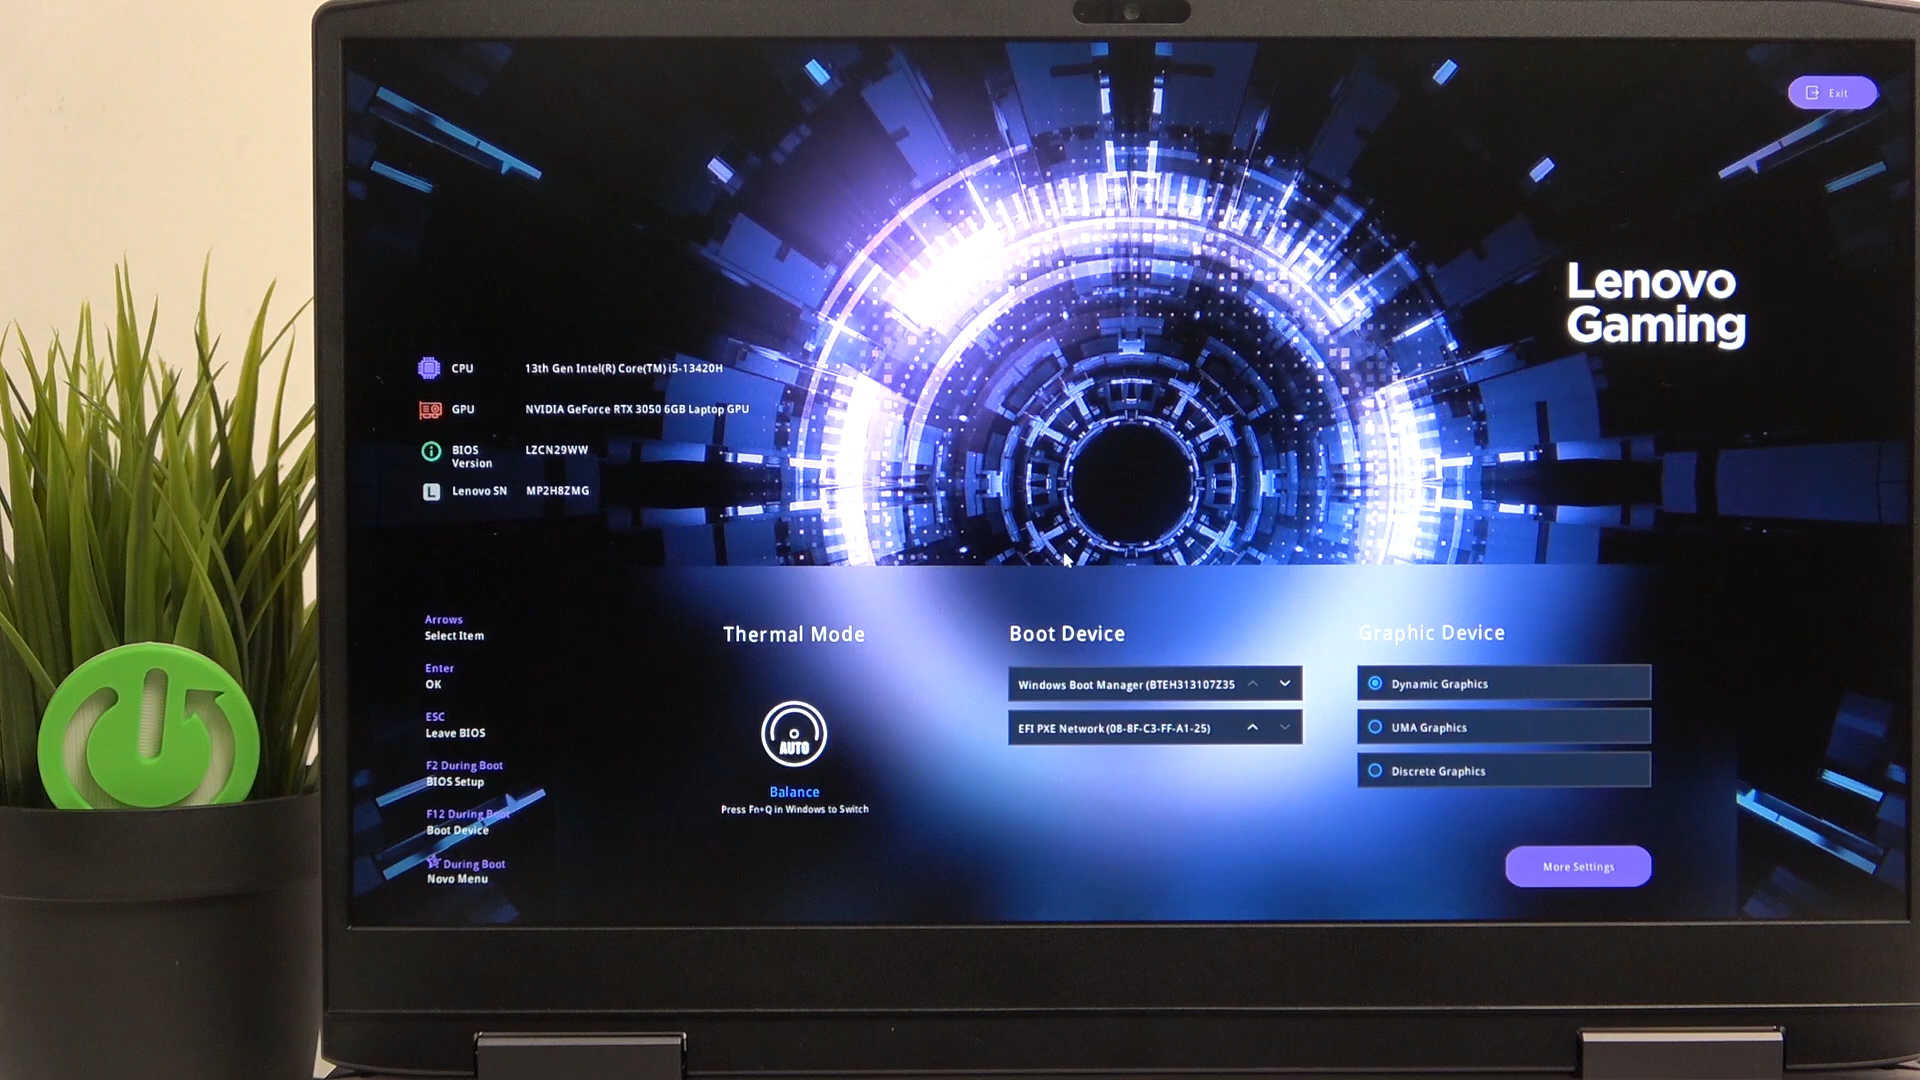 Exit
Lenovo
Gaming
CPU 13th Gen Intel(R) Core(TM) i5-13420H
GPU NVIDIA GeForce RTX 3050 6GB Laptop GPU
BIOS LZCN29WW
Version
L Lenovo SN MP2H8ZMG
Arrows
Select Item
Enter
OK
ESC
Leave BIOS
F2 During Boot
BIOS Setup
F12 During Boot
Boot Device
During Boot
Novo Menu
Thermal Mode
AUTO
Balance
Press Fn+Q in Windows to Switch
Boot Device
Windows Boot Manager (BTEH313107Z35
EFI PXE Network (08-8F-C3-FF-A1-25)
Graphic Device
Dynamic Graphics
UMA Graphics
Discrete Graphics
More Settings